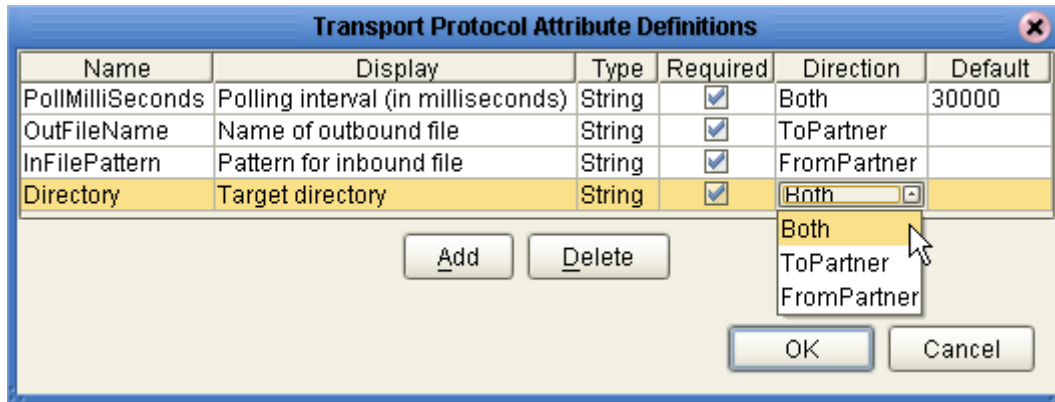 Transport Protocol Attribute Definitions
Name Display Type Required Direction Default
PollMilliSeconds Polling interval (in milliseconds) String Both 30000
OutFileName Name of outbound file String ToPartner
InFilePattern Pattern for inbound file String FromPartner
Directory Target directory String Both
Both
ToPartner
FromPartner
Add Delete
OK Cancel